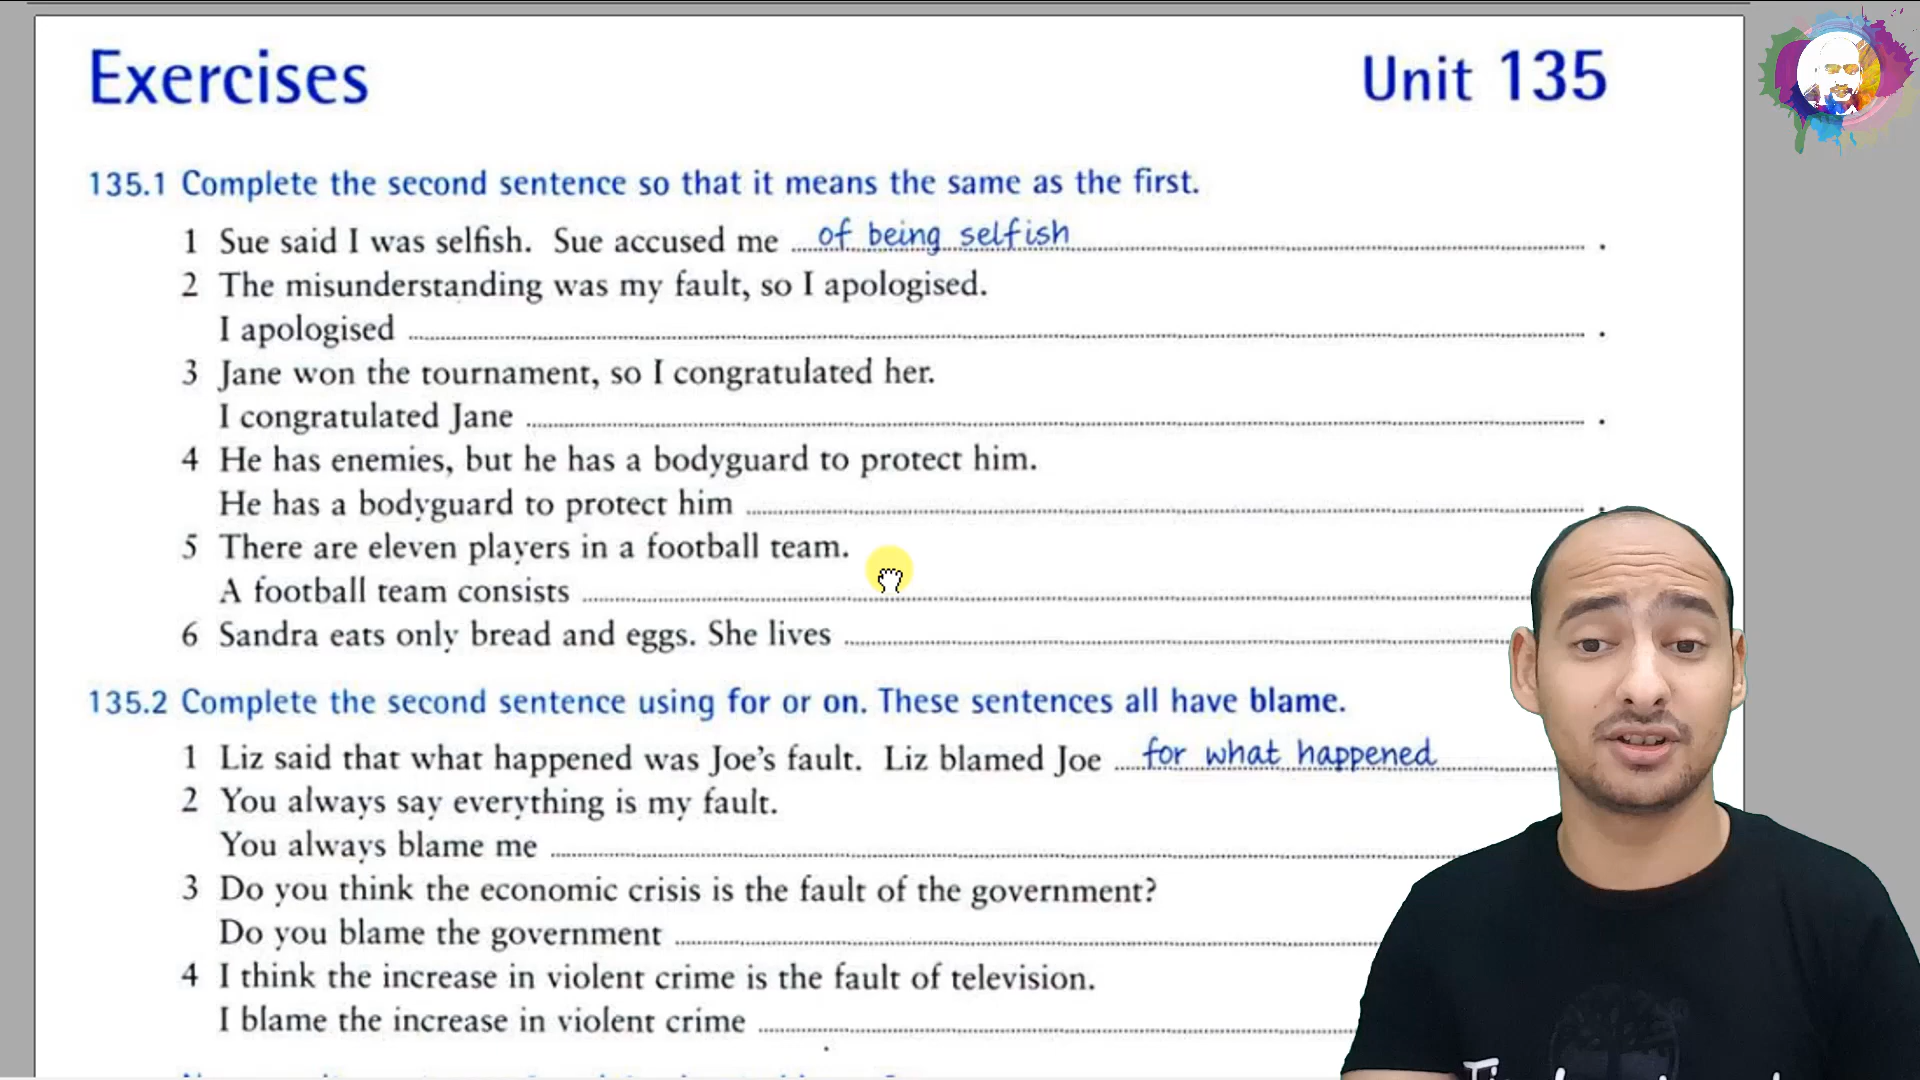 Exercises
Unit 135
135.1 Complete the second sentence so that it means the same as the first.
1 Sue said I was selfish. Sue accused me of being selfish .
2 The misunderstanding was my fault, so I apologised.
I apologised .
3 Jane won the tournament, so I congratulated her.
I congratulated Jane .
4 He has enemies, but he has a bodyguard to protect him.
He has a bodyguard to protect him .
5 There are eleven players in a football team.
A football team consists
6 Sandra eats only bread and eggs. She lives
135.2 Complete the second sentence using for or on. These sentences all have blame.
1 Liz said that what happened was Joe's fault. Liz blamed Joe for what happened
2 You always say everything is my fault.
You always blame me
3 Do you think the economic crisis is the fault of the government?
Do you blame the government
4 I think the increase in violent crime is the fault of television.
I blame the increase in violent crime